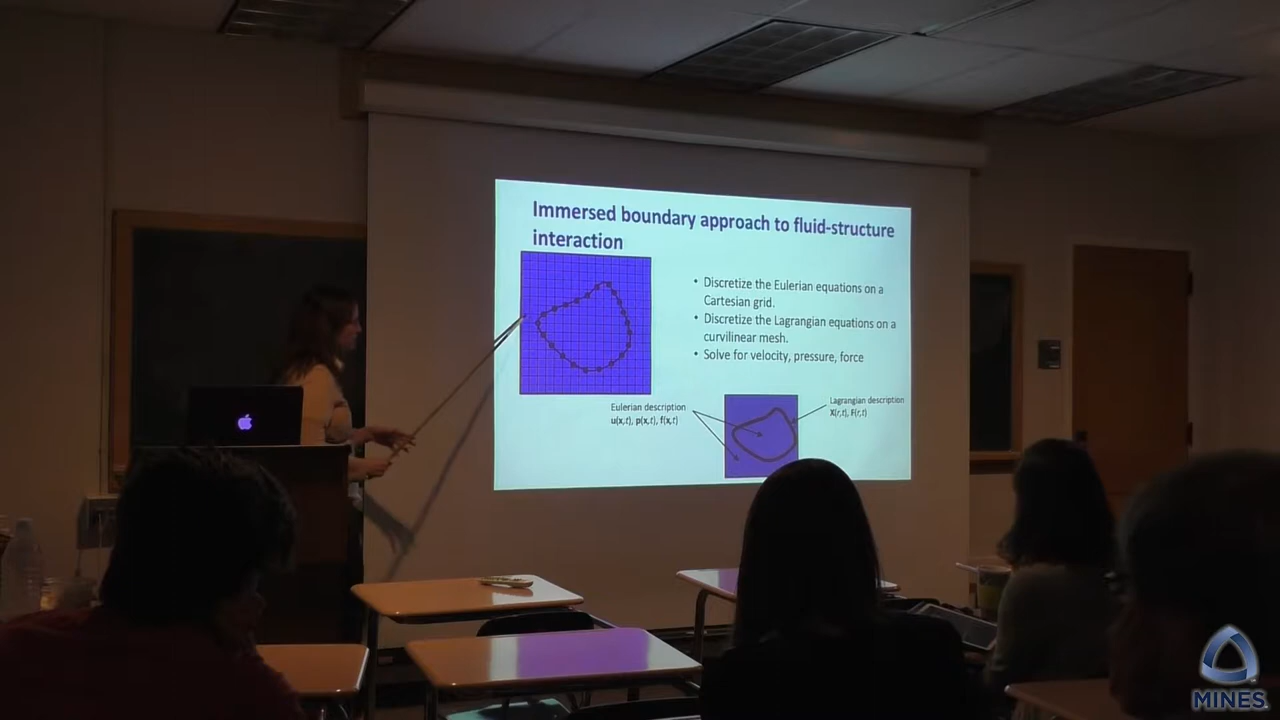 Immersed boundary approach to fluid-structure
interaction
• Discretize the Eulerian equations on a
Cartesian grid.
• Discretize the Lagrangian equations on a
curvilinear mesh.
• Solve for velocity, pressure, force
Eulerian description
u(x,t), p(x,t), f(x,t)
Lagrangian description
X(r,t), F(r,t)
MINES